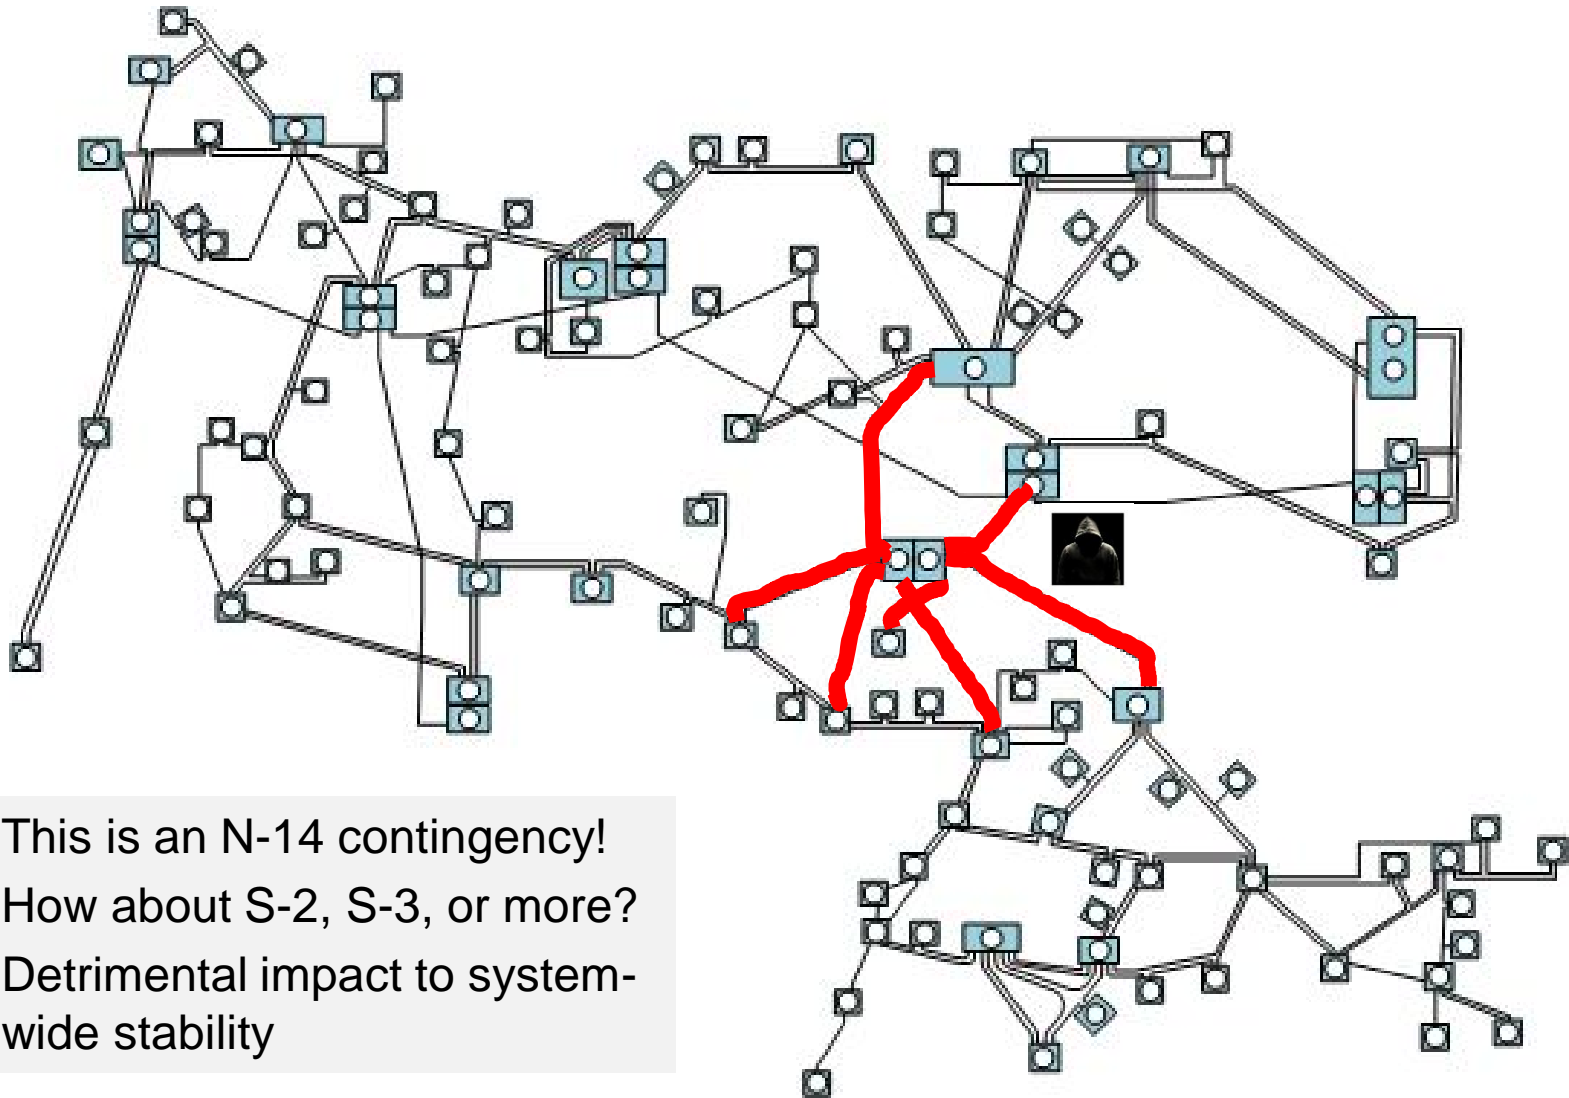 This is an N-14 contingency!
How about S-2, S-3, or more?
Detrimental impact to system-
wide stability